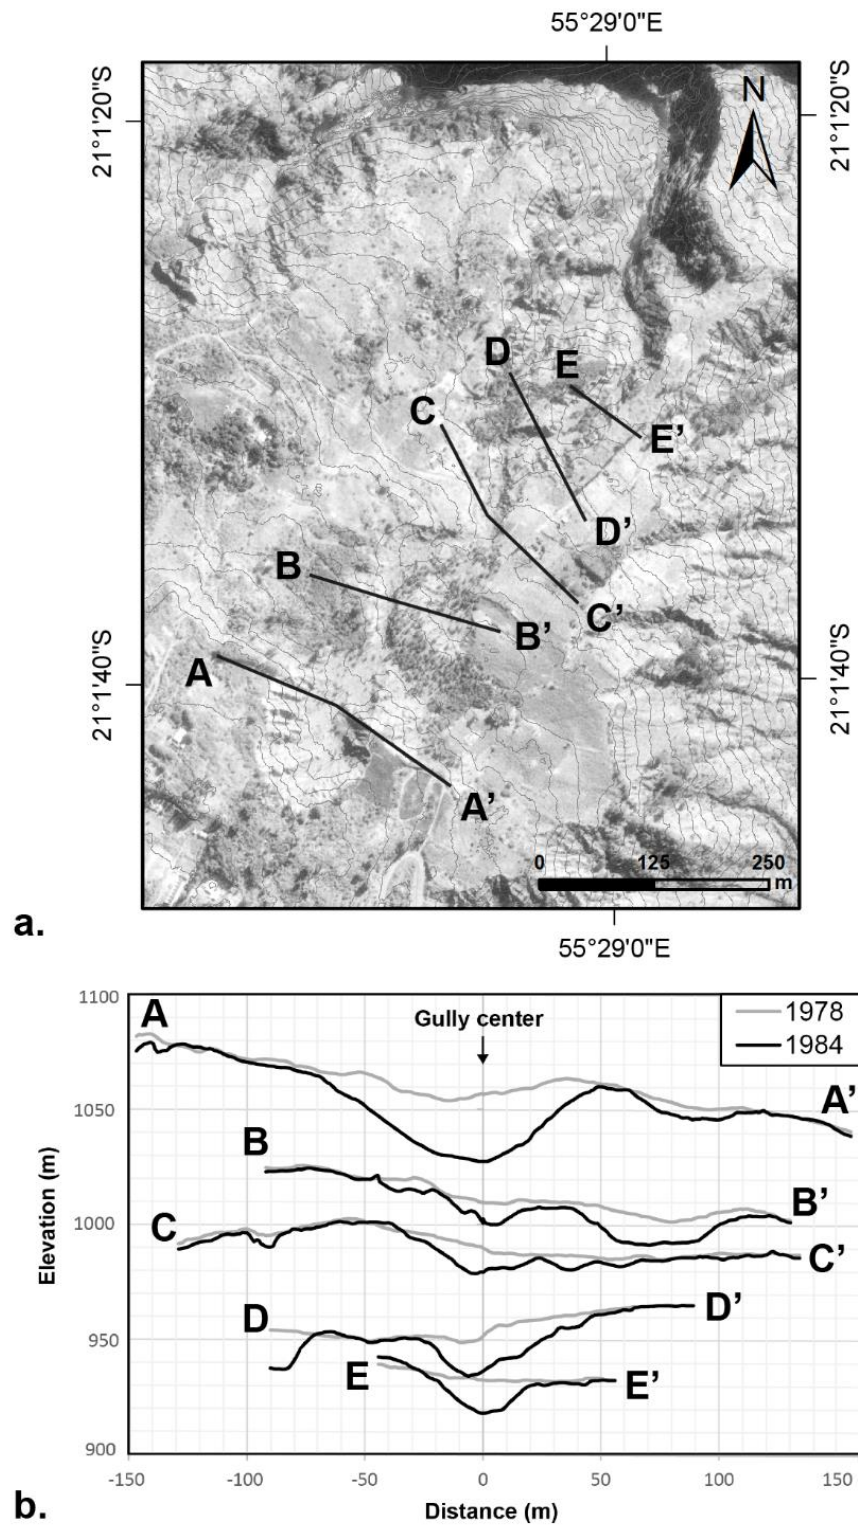 55°29'0"E
21°1'20"S
21°1'20"S
N
D
E
C
E’
D’
B
C’
B’
A
21°1'40"S
21°1'40"S
A’
0 125 250
m
a.
55°29'0"E
1100
A
Gully center
1978
1984
1050
A’
B
B’
1000
C
C’
D
D’
950
E
E’
900
-150 -100 -50 0 50 100 150
Elevation (m)
Distance (m)
b.